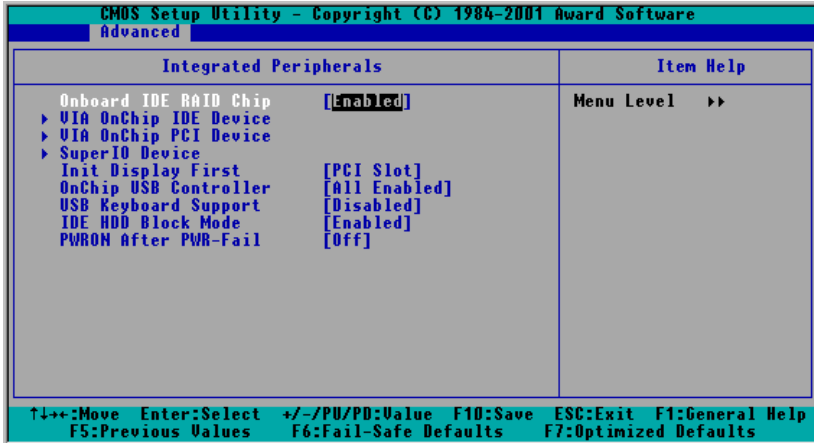 CMOS Setup Utility - Copyright (C) 1984-2001 Award Software
Advanced
Integrated Peripherals
Item Help
Onboard IDE RAID Chip [Enabled]
Menu Level ▸▸
▸ VIA OnChip IDE Device
▸ VIA OnChip PCI Device
▸ SuperIO Device
Init Display First [PCI Slot]
OnChip USB Controller [All Enabled]
USB Keyboard Support [Disabled]
IDE HDD Block Mode [Enabled]
PWRON After PWR-Fail [Off]
↑↓→←:Move Enter:Select +/-/PU/PD:Value F10:Save ESC:Exit F1:General Help
F5:Previous Values F6:Fail-Safe Defaults F7:Optimized Defaults